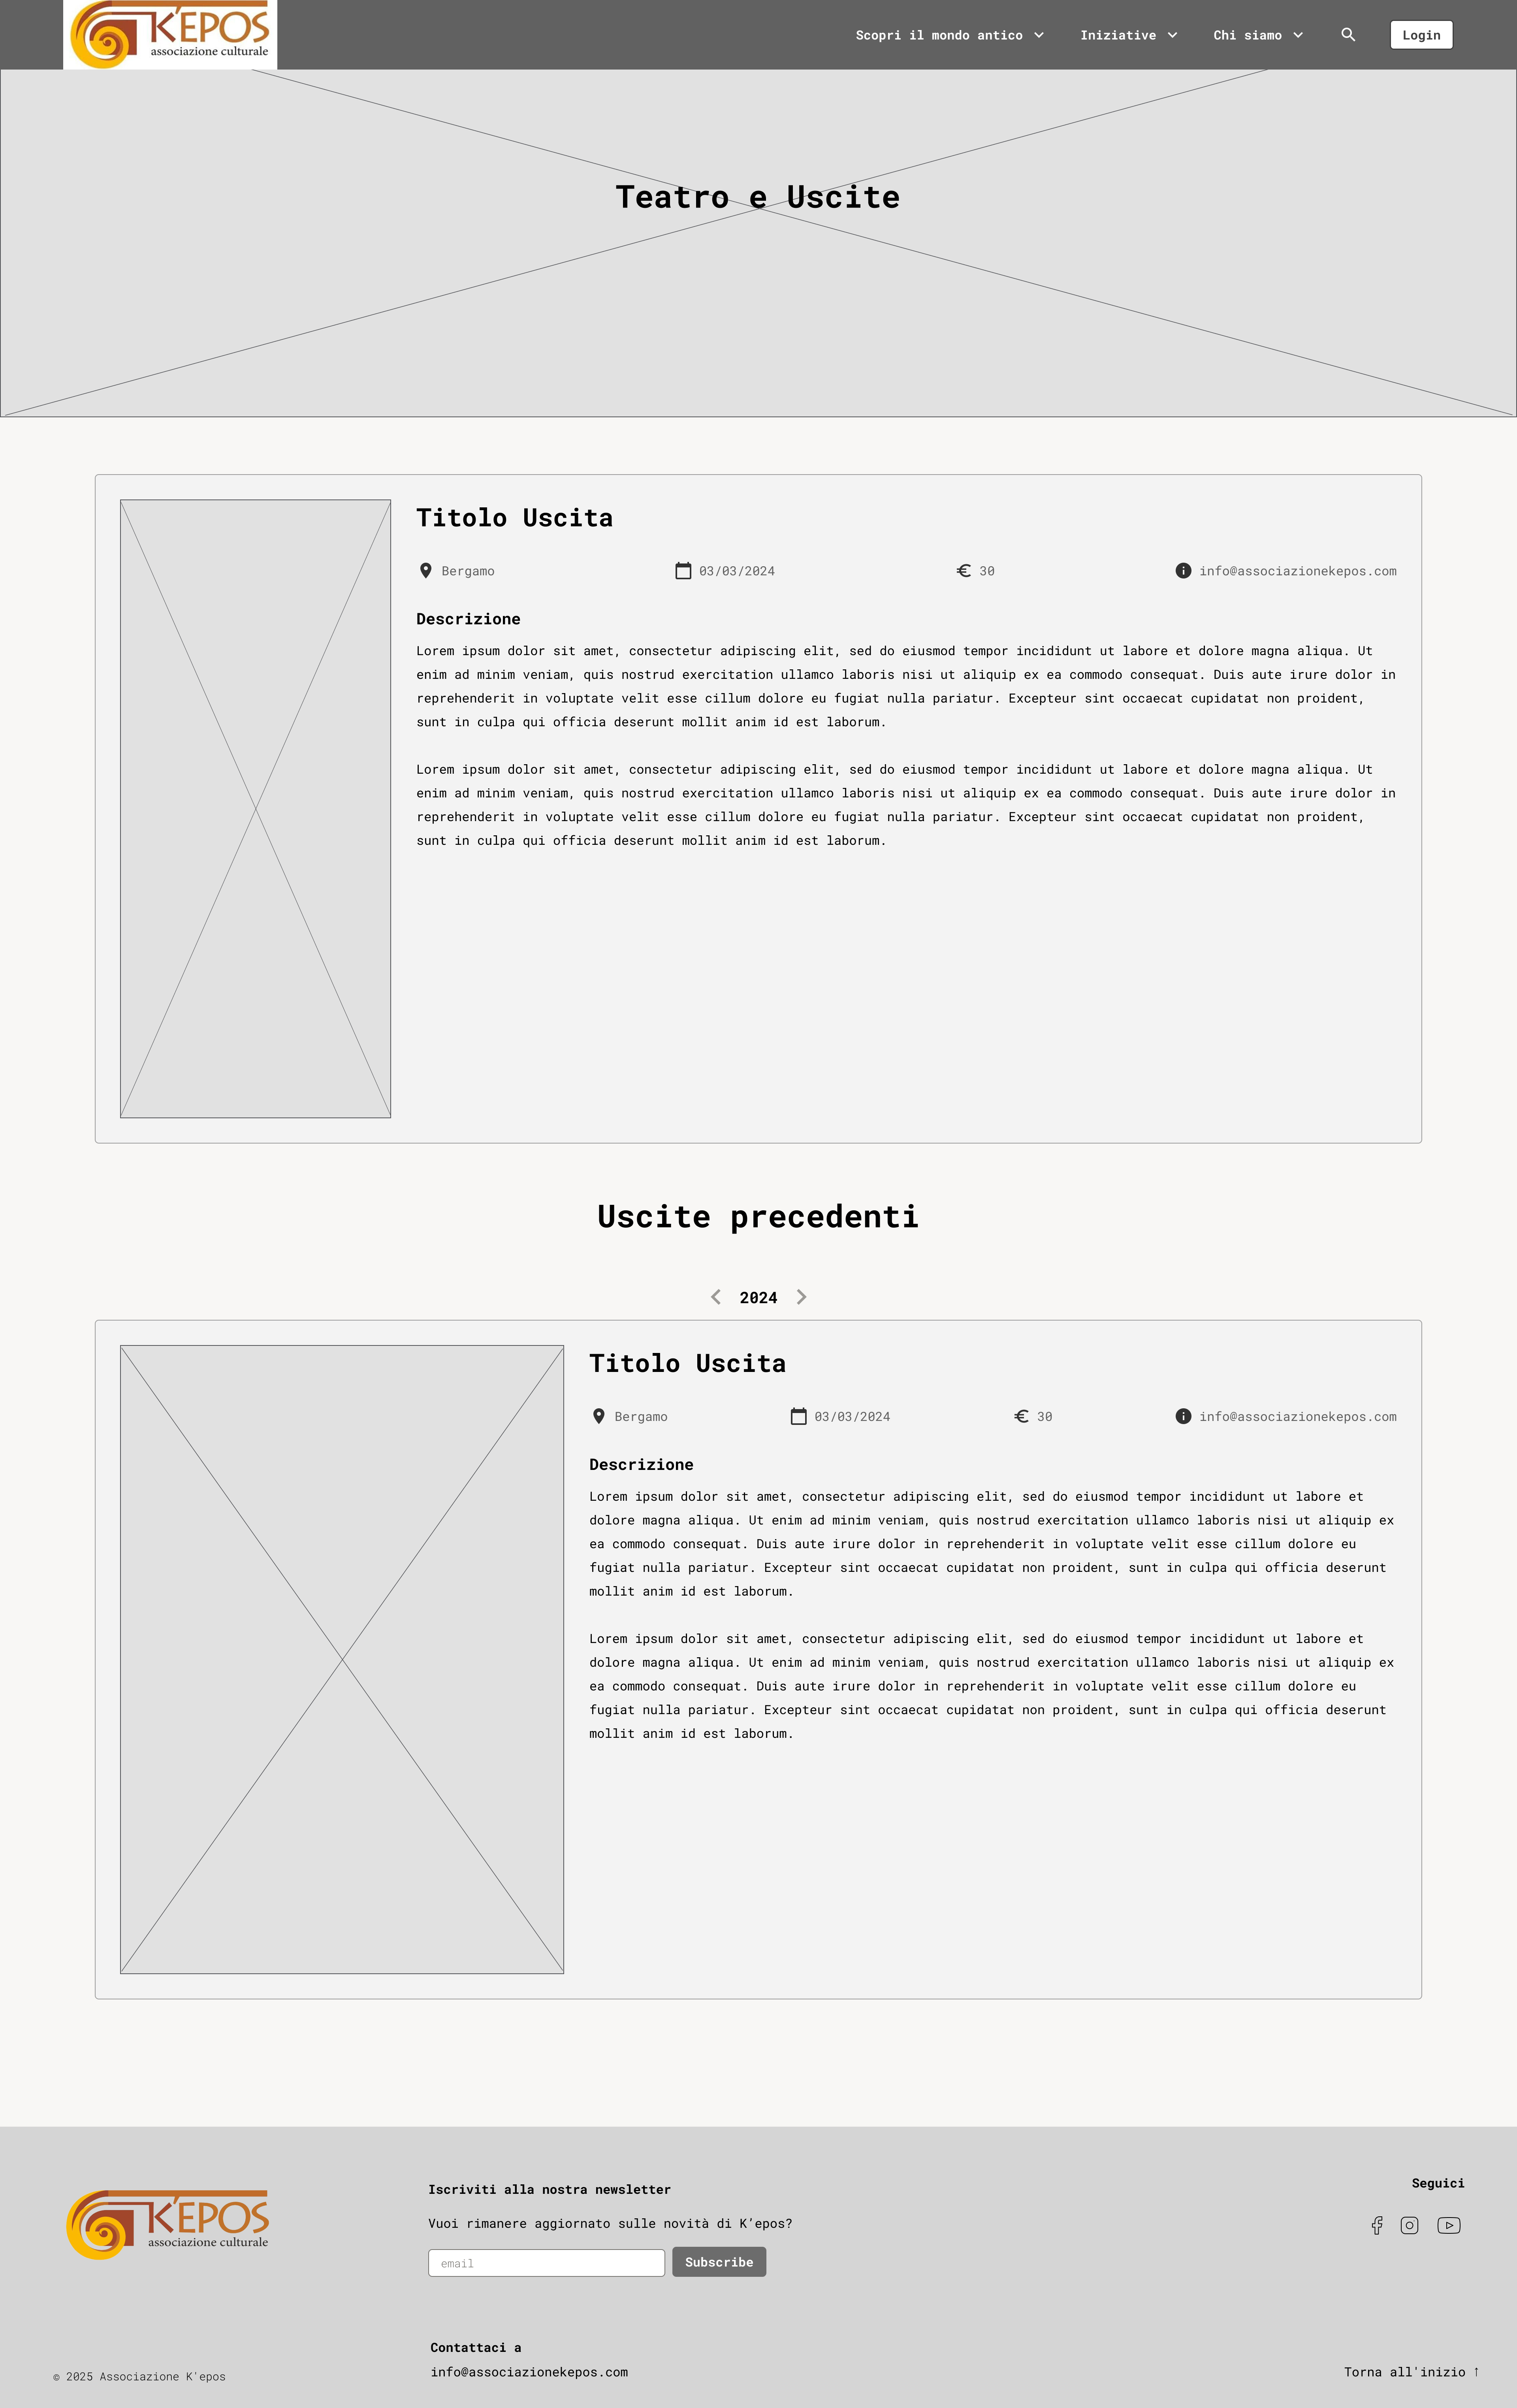 K'EPOS
associazione culturale
Scopri il mondo antico
Iniziative
Chi siamo
Login
Teatro e Uscite
Titolo Uscita
Bergamo
03/03/2024
€ 30
info@associazionekepos.com
Descrizione
Lorem ipsum dolor sit amet, consectetur adipiscing elit, sed do eiusmod tempor incididunt ut labore et dolore magna aliqua. Ut
enim ad minim veniam, quis nostrud exercitation ullamco laboris nisi ut aliquip ex ea commodo consequat. Duis aute irure dolor in
reprehenderit in voluptate velit esse cillum dolore eu fugiat nulla pariatur. Excepteur sint occaecat cupidatat non proident,
sunt in culpa qui officia deserunt mollit anim id est laborum.
Lorem ipsum dolor sit amet, consectetur adipiscing elit, sed do eiusmod tempor incididunt ut labore et dolore magna aliqua. Ut
enim ad minim veniam, quis nostrud exercitation ullamco laboris nisi ut aliquip ex ea commodo consequat. Duis aute irure dolor in
reprehenderit in voluptate velit esse cillum dolore eu fugiat nulla pariatur. Excepteur sint occaecat cupidatat non proident,
sunt in culpa qui officia deserunt mollit anim id est laborum.
Uscite precedenti
2024
Titolo Uscita
Bergamo
03/03/2024
€ 30
info@associazionekepos.com
Descrizione
Lorem ipsum dolor sit amet, consectetur adipiscing elit, sed do eiusmod tempor incididunt ut labore et
dolore magna aliqua. Ut enim ad minim veniam, quis nostrud exercitation ullamco laboris nisi ut aliquip ex
ea commodo consequat. Duis aute irure dolor in reprehenderit in voluptate velit esse cillum dolore eu
fugiat nulla pariatur. Excepteur sint occaecat cupidatat non proident, sunt in culpa qui officia deserunt
mollit anim id est laborum.
Lorem ipsum dolor sit amet, consectetur adipiscing elit, sed do eiusmod tempor incididunt ut labore et
dolore magna aliqua. Ut enim ad minim veniam, quis nostrud exercitation ullamco laboris nisi ut aliquip ex
ea commodo consequat. Duis aute irure dolor in reprehenderit in voluptate velit esse cillum dolore eu
fugiat nulla pariatur. Excepteur sint occaecat cupidatat non proident, sunt in culpa qui officia deserunt
mollit anim id est laborum.
K'EPOS
associazione culturale
© 2025 Associazione K'epos
Iscriviti alla nostra newsletter
Vuoi rimanere aggiornato sulle novità di K’epos?
email
Subscribe
Contattaci a
info@associazionekepos.com
Seguici
Torna all'inizio ↑